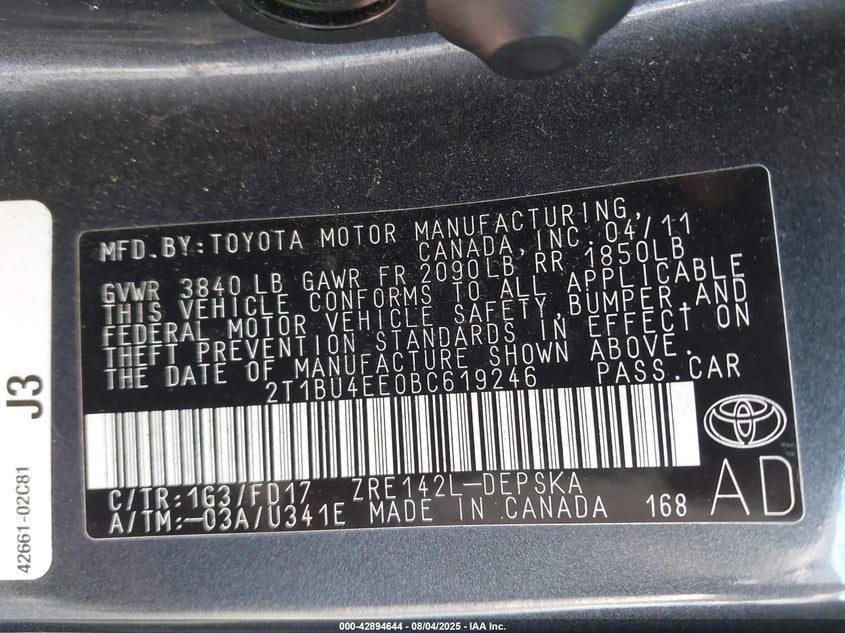 MFD.BY:TOYOTA MOTOR MANUFACTURING,
CANADA,INC.04/11
GVWR 3840 LB GAWR FR 2090LB RR 1850LB
THIS VEHICLE CONFORMS TO ALL APPLICABLE
FEDERAL MOTOR VEHICLE SAFETY,BUMPER,AND
THEFT PREVENTION STANDARDS IN EFFECT ON
THE DATE OF MANUFACTURE SHOWN ABOVE.
2T1BU4EE0BC619246 PASS.CAR
C/TR:1G3/FD17 ZRE142L-DEPSKA
A/TM:-03A/U341E MADE IN CANADA 168
AD
J3
42661-02C81
000-42894644 - 08/04/2025 - IAA Inc.